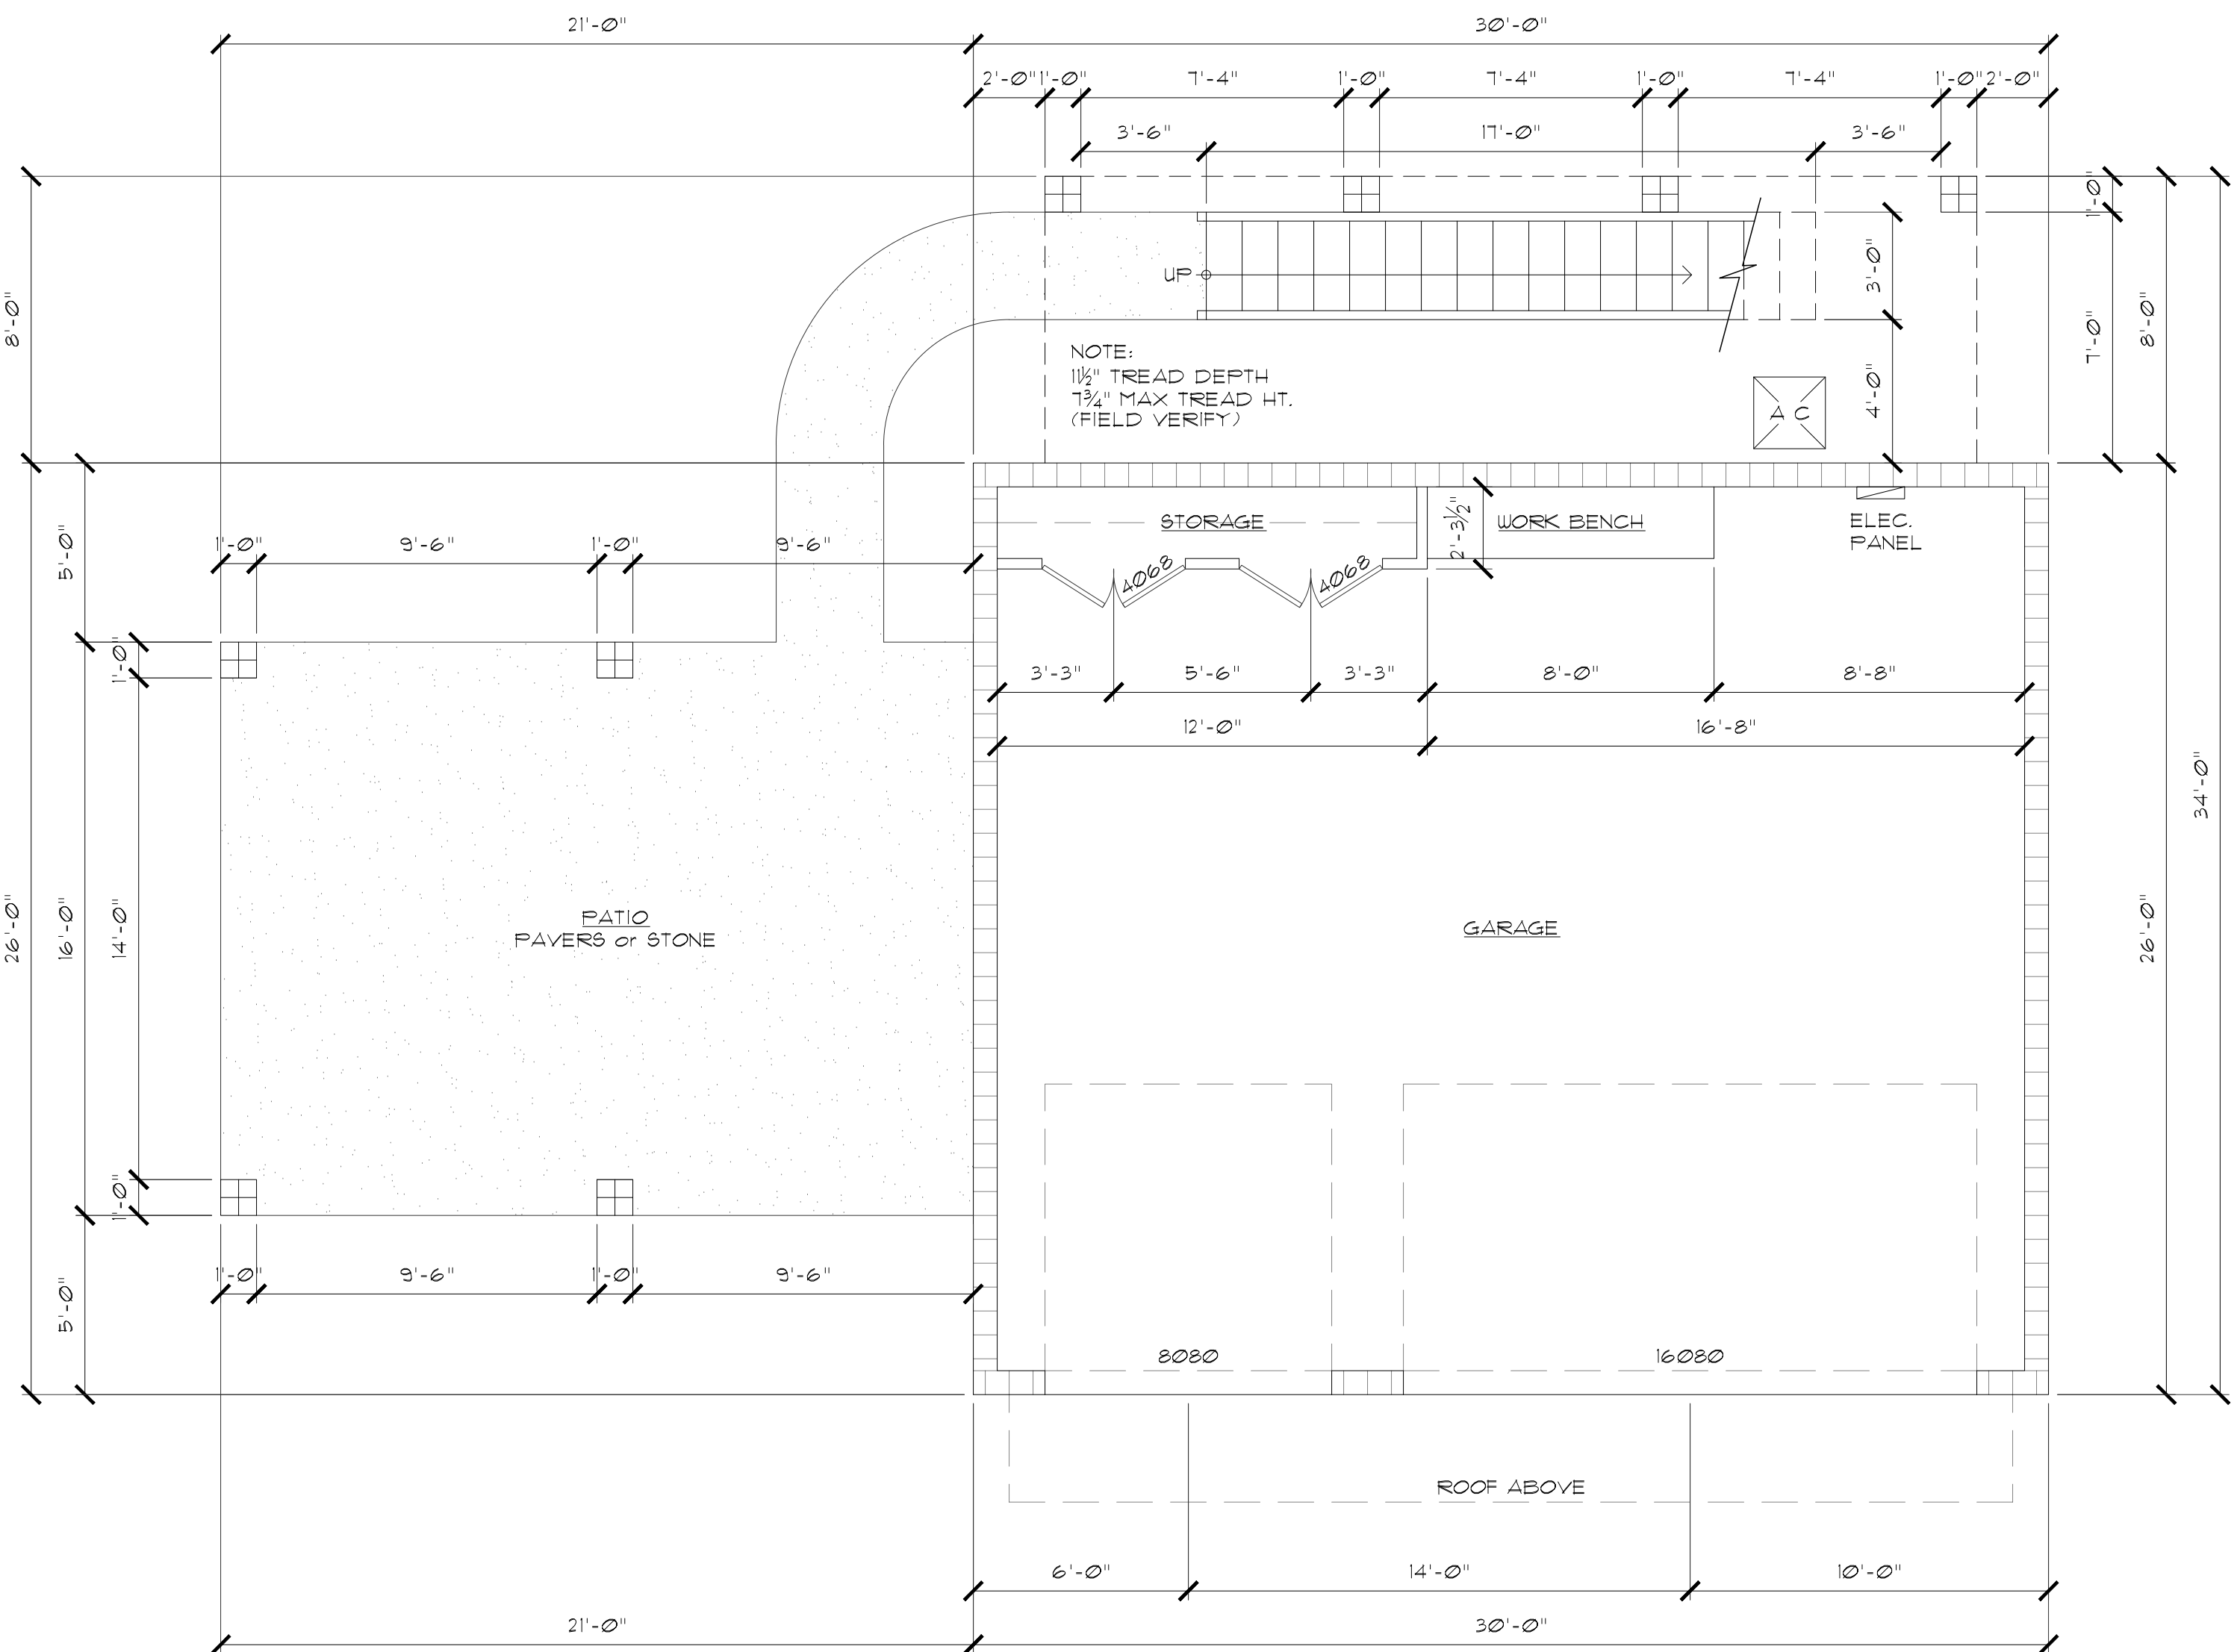 21'-0" 30'-0"
2'-0" 1'-0" 7'-4" 1'-0" 7'-4" 1'-0" 7'-4" 1'-0" 2'-0"
3'-6" 17'-0" 3'-6"
1'-0"
8'-0"
UP
3'-0"
7'-0"
8'-0"
NOTE:
11½" TREAD DEPTH
7¾" MAX TREAD HT.
(FIELD VERIFY)
A C
4'-0"
5'-0"
1'-0" 9'-6" 1'-0" 9'-6"
STORAGE
2'-3½"
WORK BENCH
ELEC.
PANEL
4068 4068
1'-0"
3'-3" 5'-6" 3'-3" 8'-0" 8'-8"
12'-0" 16'-8"
34'-0"
26'-0"
16'-0"
14'-0"
PATIO
PAVERS or STONE
GARAGE
26'-0"
1'-0"
1'-0" 9'-6" 1'-0" 9'-6"
5'-0"
8080 16080
ROOF ABOVE
6'-0" 14'-0" 10'-0"
21'-0" 30'-0"